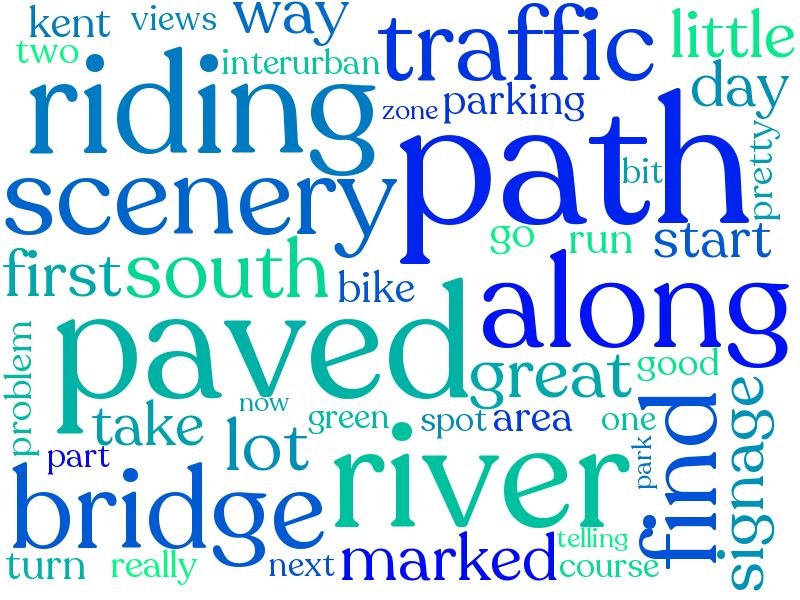 kent
views
way
traffic
little
two
interurban
day
riding
zone
parking
path
pretty
bit
scenery
go
run
start
first
south
bike
along
problem
paved
great
good
find
signage
now
take
green
spot
area
one
part
lot
river
park
bridge
marked
telling
turn
really
next
course